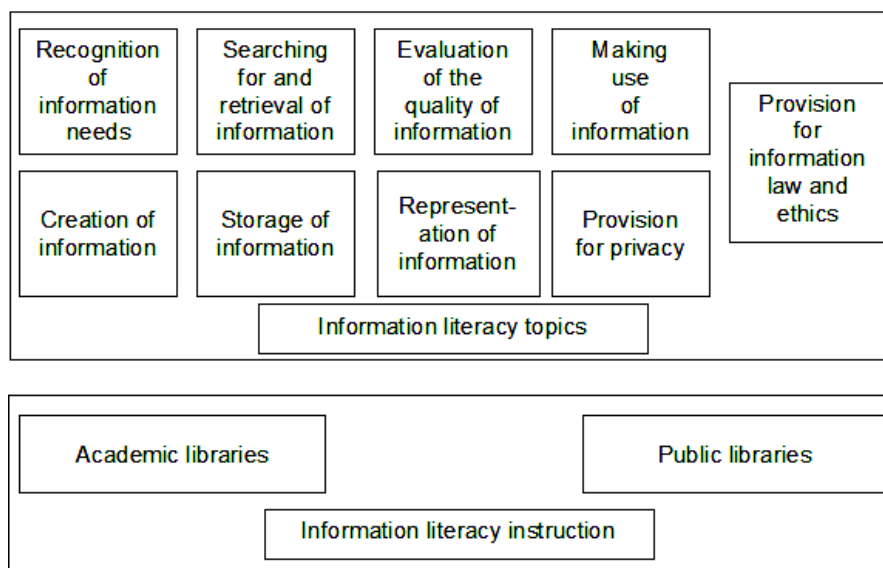 Recognition
of
information
needs
Searching
for and
retrieval of
information
Evaluation
of the
quality of
information
Making
use
of
information
Provision
for
information
law and
ethics
Creation of
information
Storage of
information
Represent-
ation of
information
Provision
for privacy
Information literacy topics
Academic libraries
Public libraries
Information literacy instruction